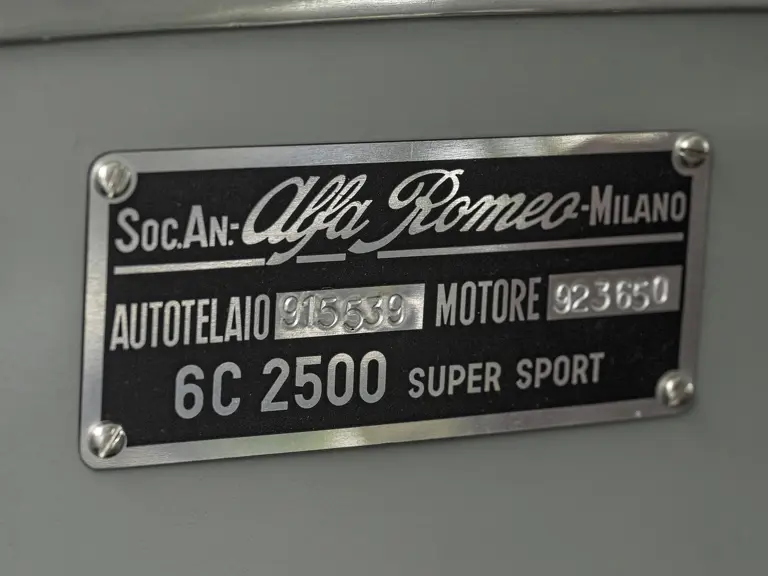 Soc.An:-Alfa Romeo-Milano
AUTOTELAIO 915539 MOTORE 923650
6C 2500 SUPER SPORT